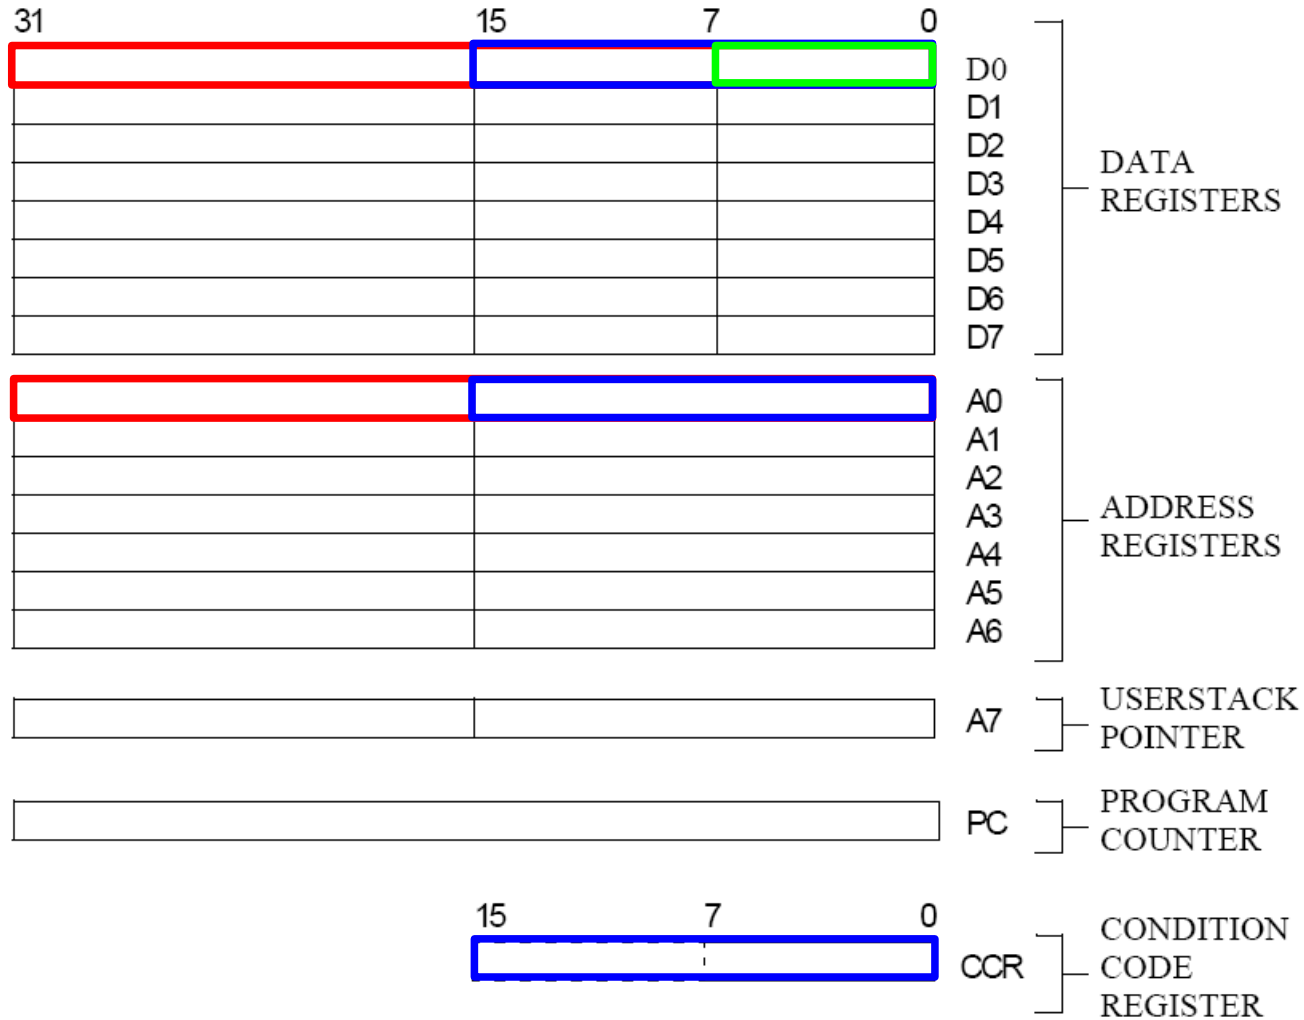 31 15 7 0
D0
D1
D2
D3
D4
D5
D6
D7
DATA
REGISTERS
A0
A1
A2
A3
A4
A5
A6
ADDRESS
REGISTERS
A7
USERSTACK
POINTER
PC
PROGRAM
COUNTER
15 7 0
CCR
CONDITION
CODE
REGISTER